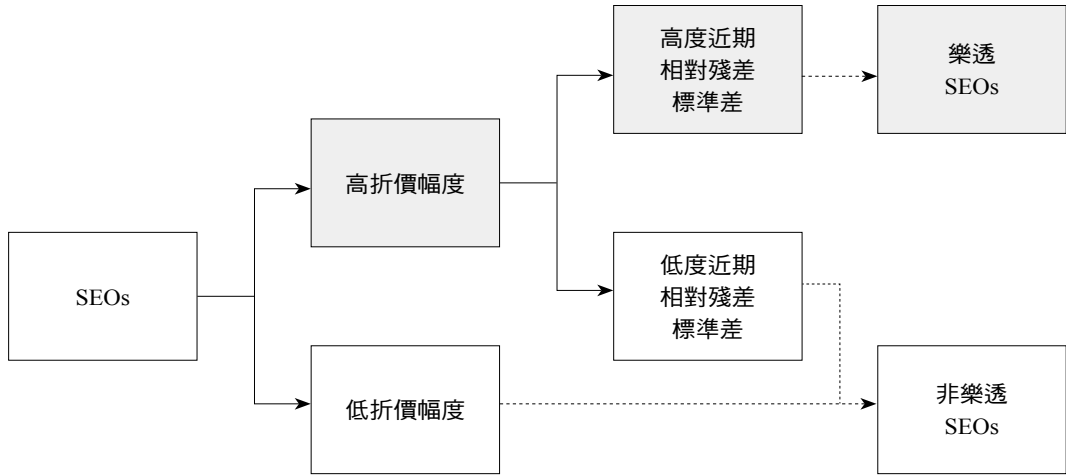 SEOs
高折價幅度
低折價幅度
高度近期
相對殘差
標準差
低度近期
相對殘差
標準差
樂透
SEOs
非樂透
SEOs